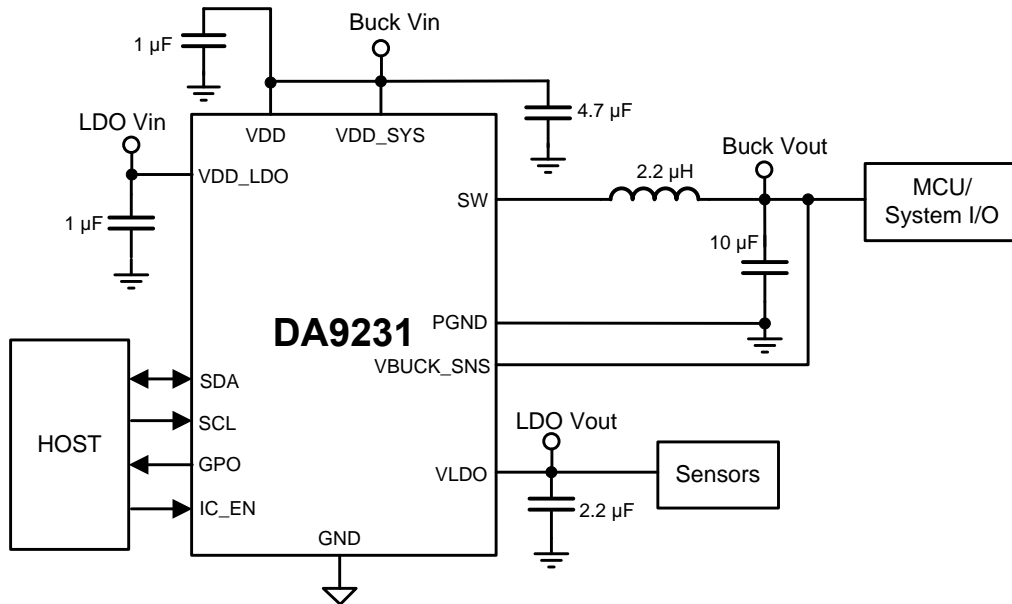 Buck Vin
1 µF
4.7 µF
VDD
VDD_SYS
LDO Vin
Buck Vout
VDD_LDO
2.2 µH
MCU/
System I/O
SW
1 µF
10 µF
DA9231
PGND
VBUCK_SNS
HOST
SDA
SCL
GPO
IC_EN
LDO Vout
VLDO
Sensors
2.2 µF
GND